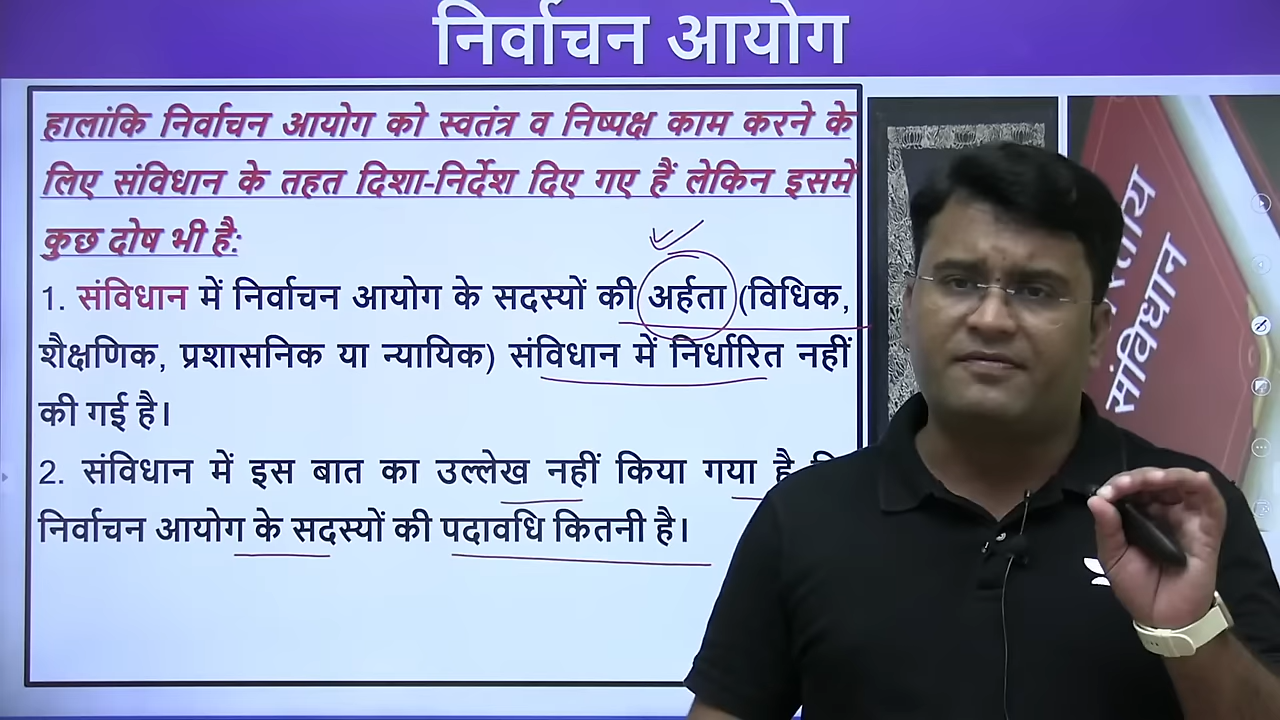 निर्वाचन आयोग
हालांकि निर्वाचन आयोग को स्वतंत्र व निष्पक्ष काम करने के
लिए संविधान के तहत दिशा-निर्देश दिए गए हैं लेकिन इसमें
कुछ दोष भी है:
1. संविधान में निर्वाचन आयोग के सदस्यों की अर्हता (विधिक,
शैक्षणिक, प्रशासनिक या न्यायिक) संविधान में निर्धारित नहीं
की गई है।
2. संविधान में इस बात का उल्लेख नहीं किया गया है
निर्वाचन आयोग के सदस्यों की पदावधि कितनी है।
संविधान